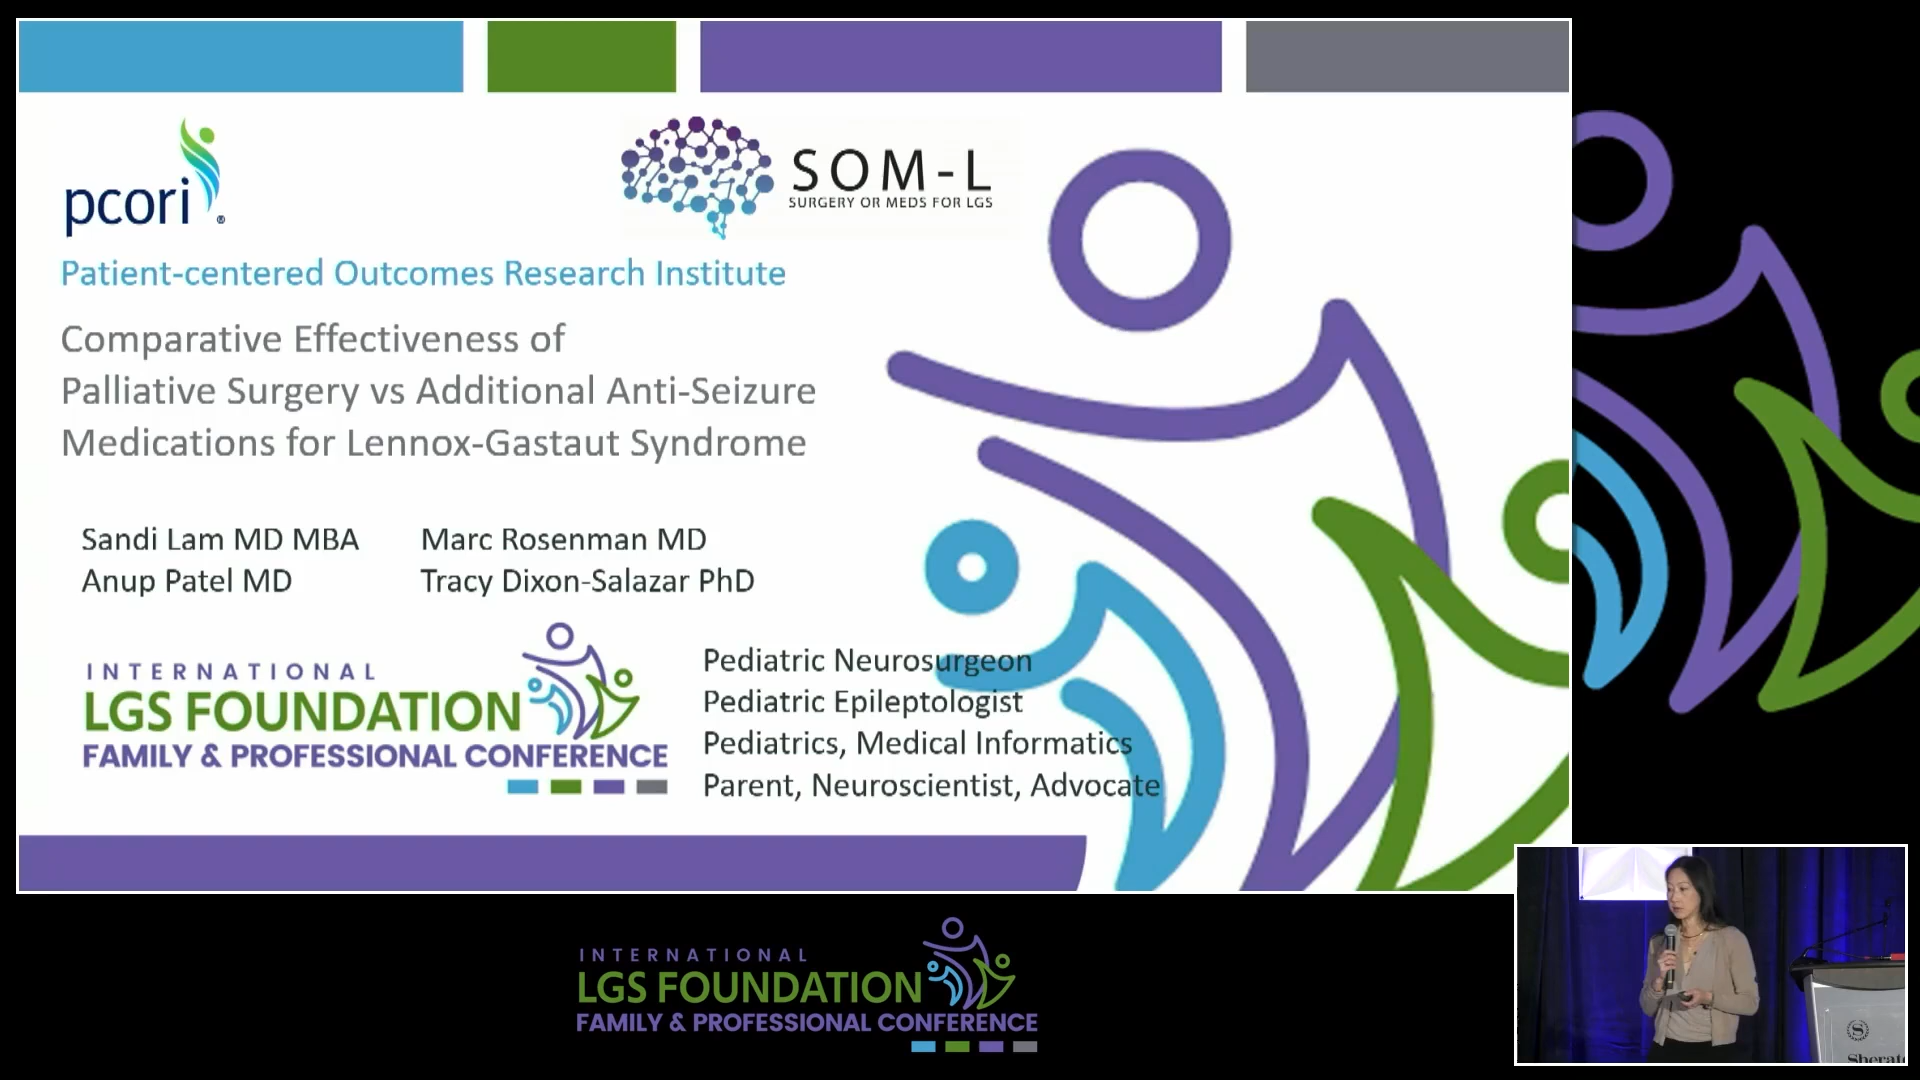 pcori
®
SOM-L
SURGERY OR MEDS FOR LGS
Patient-centered Outcomes Research Institute
Comparative Effectiveness of
Palliative Surgery vs Additional Anti-Seizure
Medications for Lennox-Gastaut Syndrome
Sandi Lam MD MBA
Marc Rosenman MD
Anup Patel MD
Tracy Dixon-Salazar PhD
INTERNATIONAL
LGS FOUNDATION
FAMILY & PROFESSIONAL CONFERENCE
Pediatric Neurosurgeon
Pediatric Epileptologist
Pediatrics, Medical Informatics
Parent, Neuroscientist, Advocate
INTERNATIONAL
LGS FOUNDATION
FAMILY & PROFESSIONAL CONFERENCE
S
Sherat